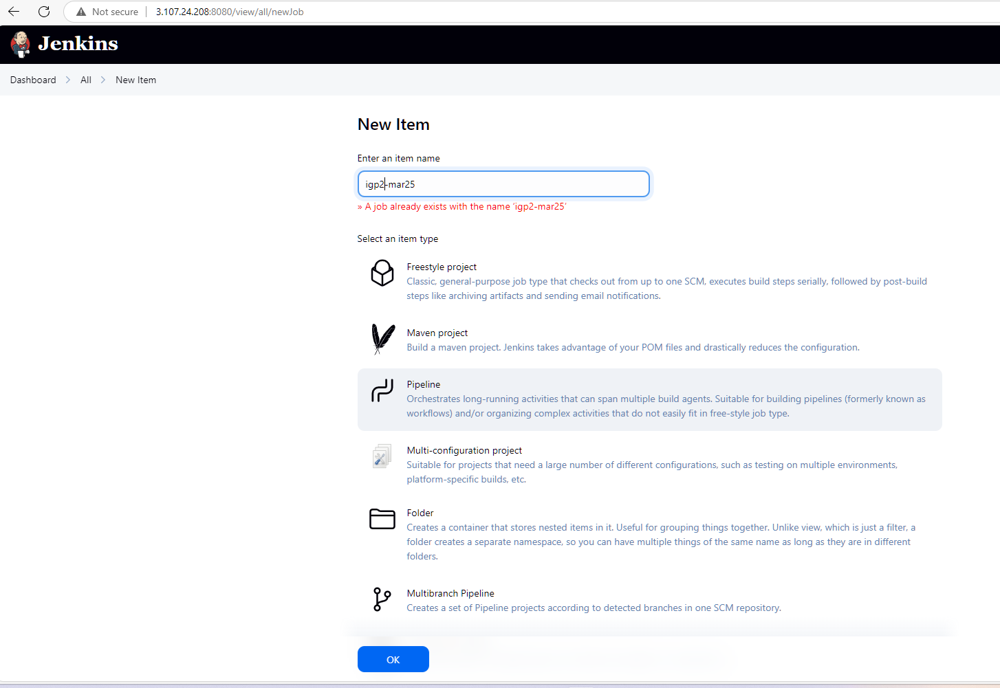 Not secure 3.107.24.208:8080/view/all/newJob
Jenkins
Dashboard All New Item
New Item
Enter an item name
igp2-mar25
» A job already exists with the name ‘igp2-mar25’
Select an item type
Freestyle project
Classic, general-purpose job type that checks out from up to one SCM, executes build steps serially, followed by post-build
steps like archiving artifacts and sending email notifications.
Maven project
Build a maven project. Jenkins takes advantage of your POM files and drastically reduces the configuration.
Pipeline
Orchestrates long-running activities that can span multiple build agents. Suitable for building pipelines (formerly known as
workflows) and/or organizing complex activities that do not easily fit in free-style job type.
Multi-configuration project
Suitable for projects that need a large number of different configurations, such as testing on multiple environments,
platform-specific builds, etc.
Folder
Creates a container that stores nested items in it. Useful for grouping things together. Unlike view, which is just a filter, a
folder creates a separate namespace, so you can have multiple things of the same name as long as they are in different
folders.
Multibranch Pipeline
Creates a set of Pipeline projects according to detected branches in one SCM repository.
OK